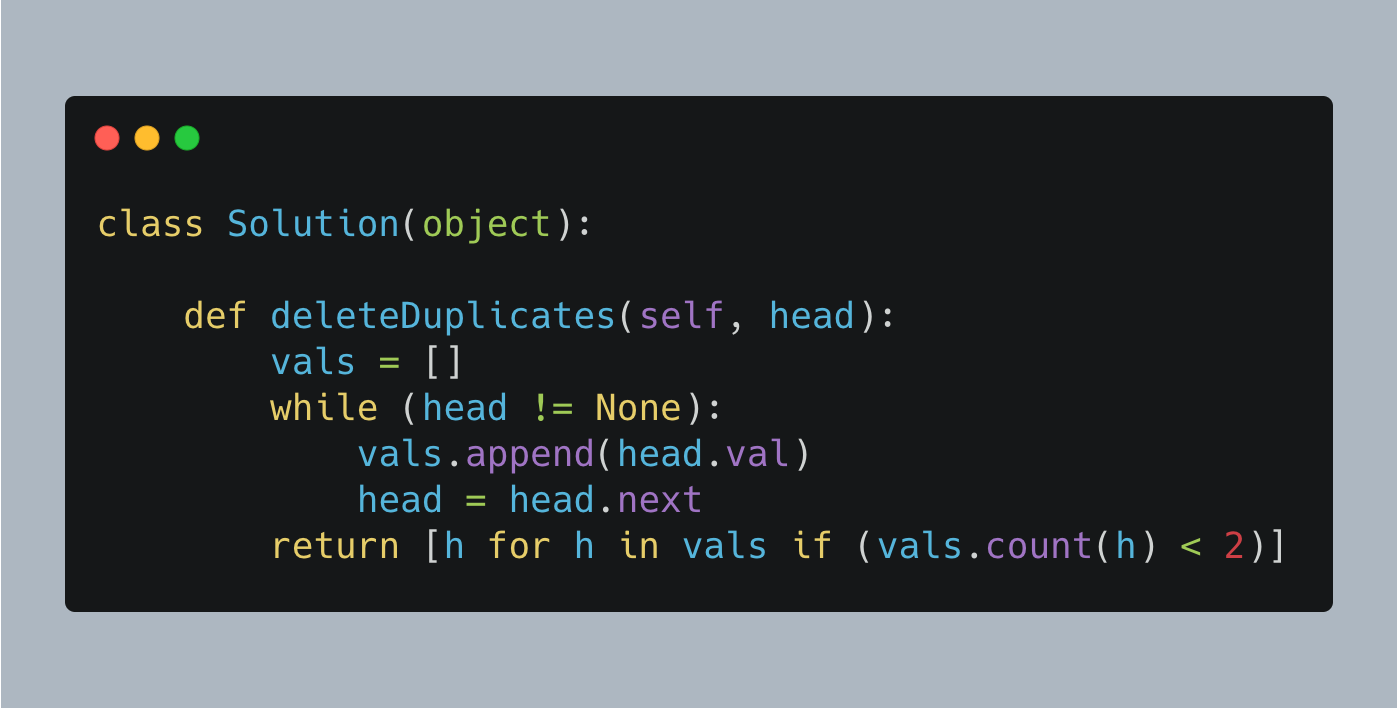 class Solution(object):

    def deleteDuplicates(self, head):
        vals = []
        while (head != None):
            vals.append(head.val)
            head = head.next
        return [h for h in vals if (vals.count(h) < 2)]